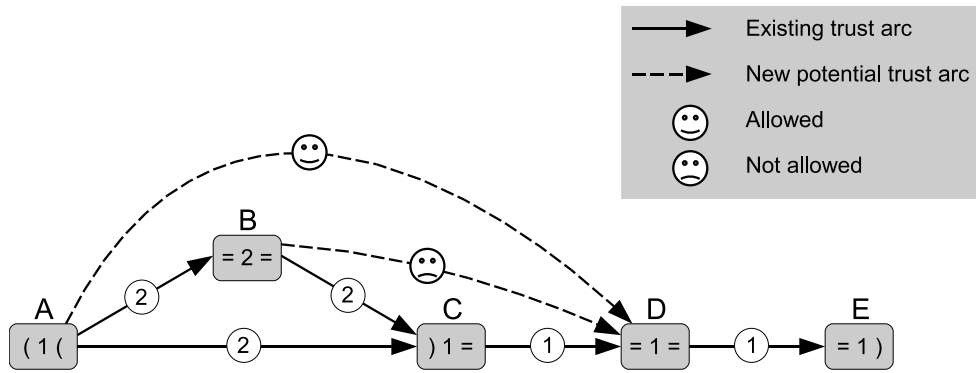 Existing trust arc
New potential trust arc
Allowed
Not allowed
B
= 2 =
2
2
A
( 1 (
2
C
) 1 =
1
D
= 1 =
1
E
= 1 )